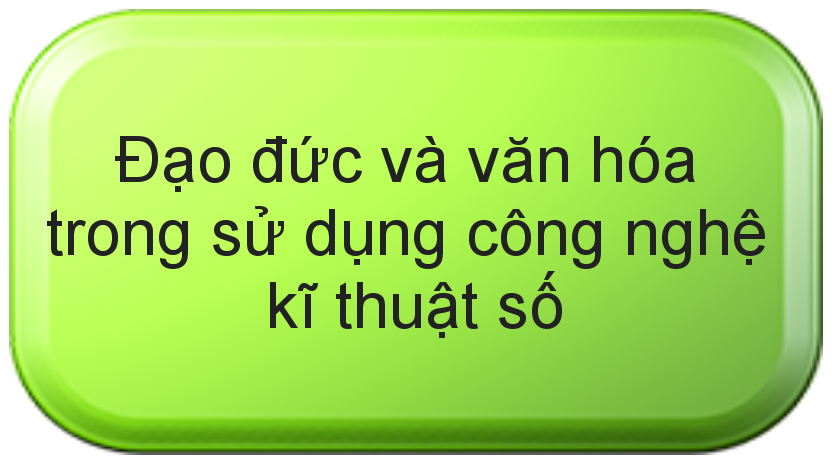 Đạo đức và văn hóa
trong sử dụng công nghệ
kĩ thuật số